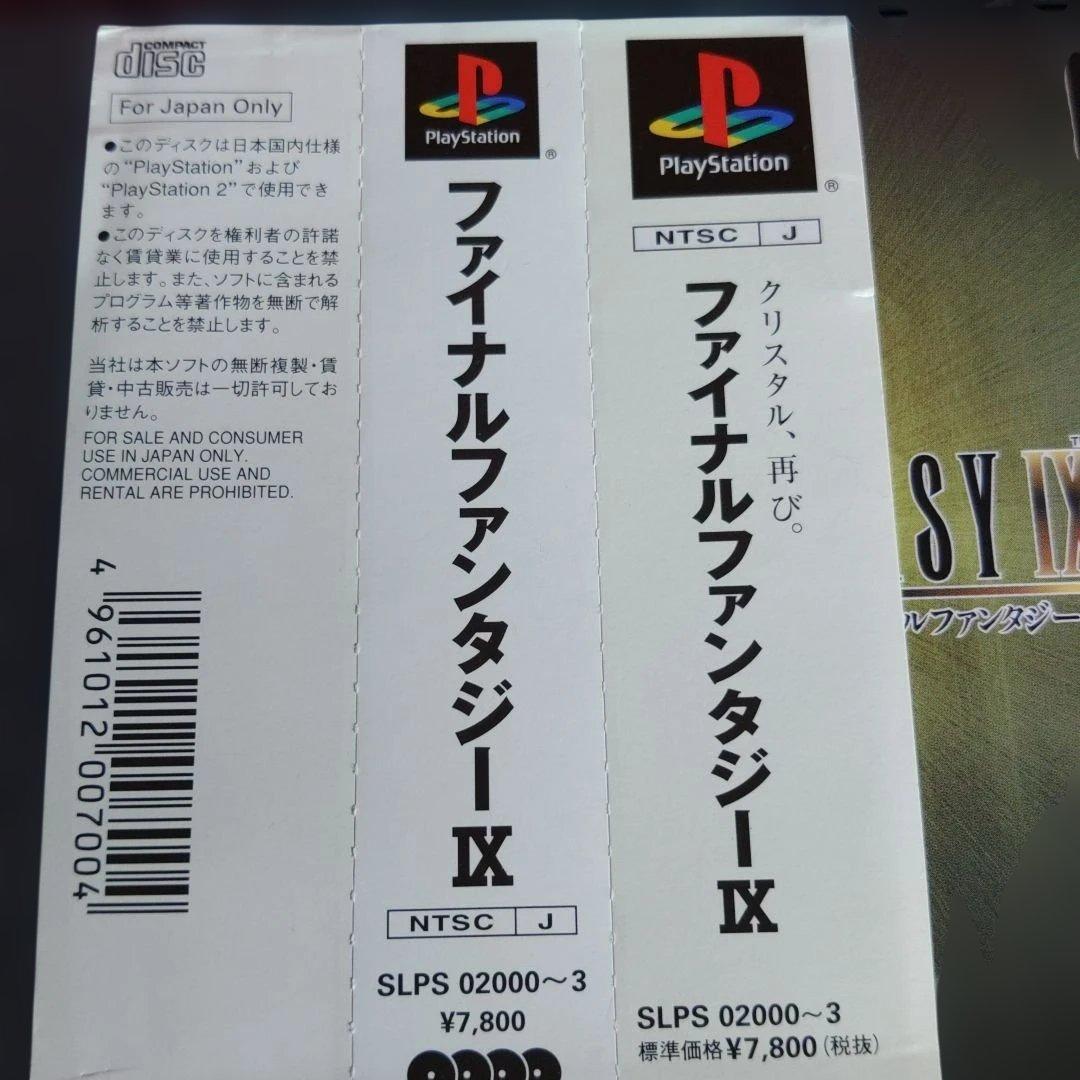 COMPACT
disc
For Japan Only
●このディスクは日本国内仕様
の“PlayStation”および
“PlayStation 2”で使用でき
ます。
●このディスクを権利者の許諾
なく賃貸業に使用することを禁
止します。また、ソフトに含まれる
プログラム等著作物を無断で解
析することを禁止します。
当社は本ソフトの無断複製・賃
貸・中古販売は一切許可してお
りません。
FOR SALE AND CONSUMER
USE IN JAPAN ONLY.
COMMERCIAL USE AND
RENTAL ARE PROHIBITED.
4 961012 007004
PlayStation
®
ファイナルファンタジーIX
NTSC J
SLPS 02000～3
¥7,800
PlayStation
®
NTSC J
クリスタル、再び。
ファイナルファンタジーIX
SLPS 02000～3
標準価格¥7,800(税抜)
SY IX
ルファンタジー